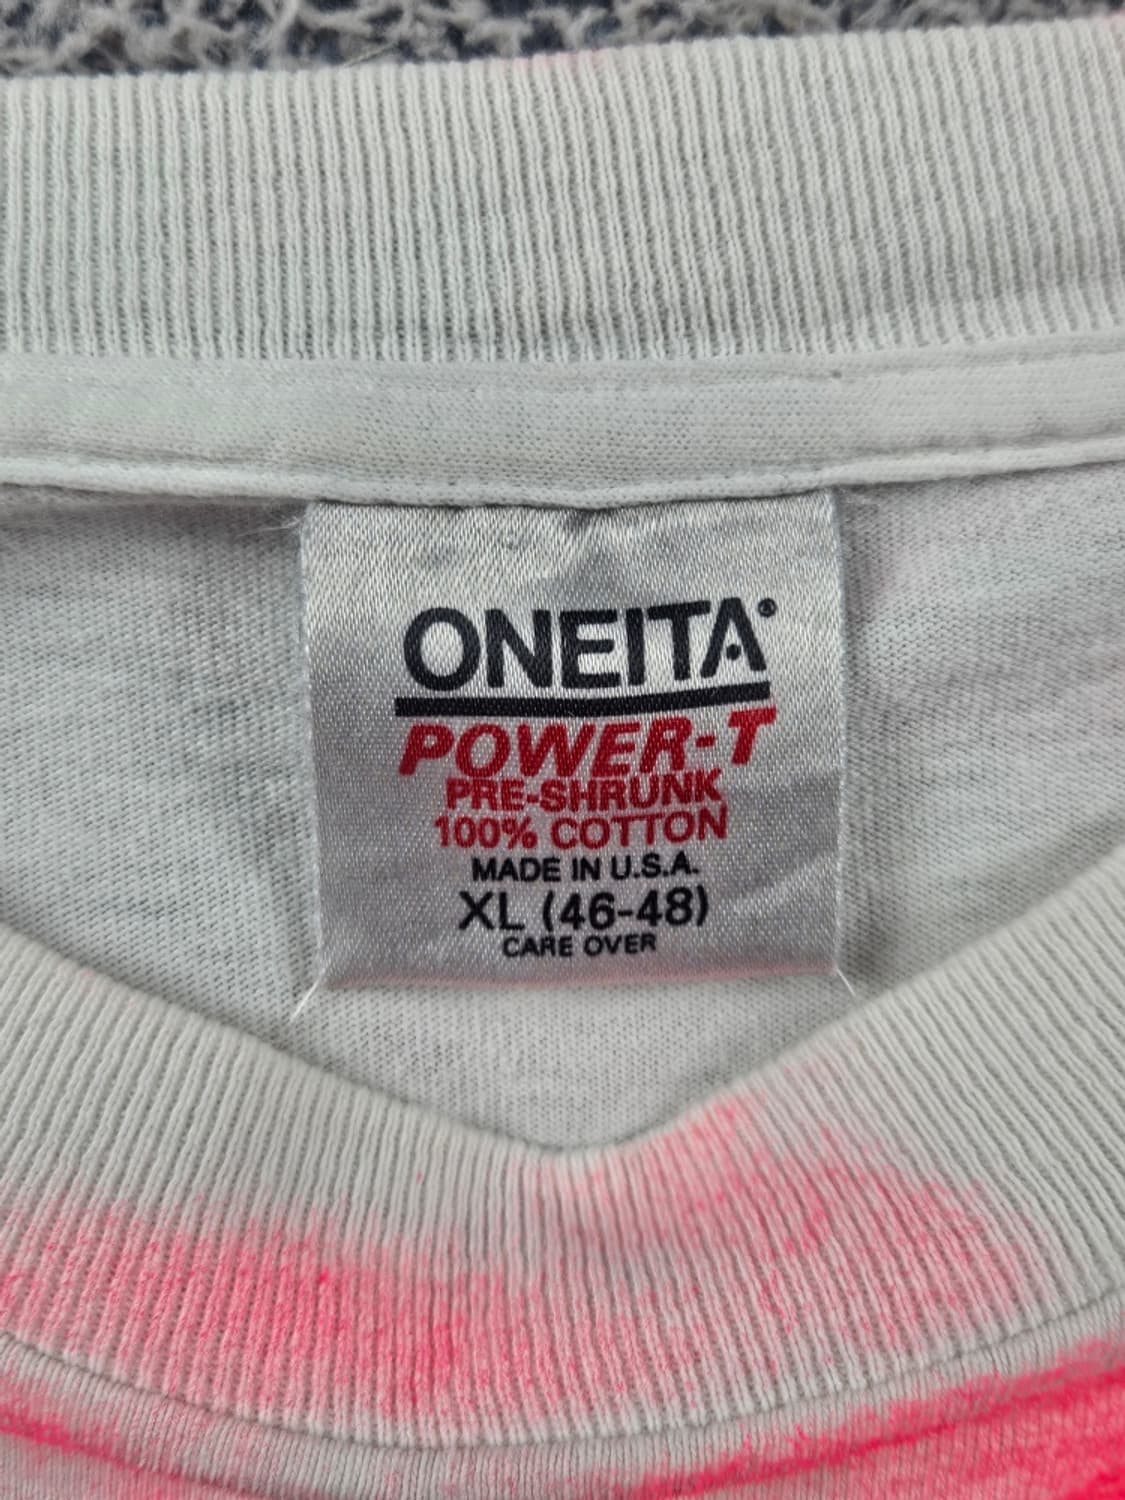 ONEITA®
POWER-T
PRE-SHRUNK
100% COTTON
MADE IN U.S.A.
XL (46-48)
CARE OVER